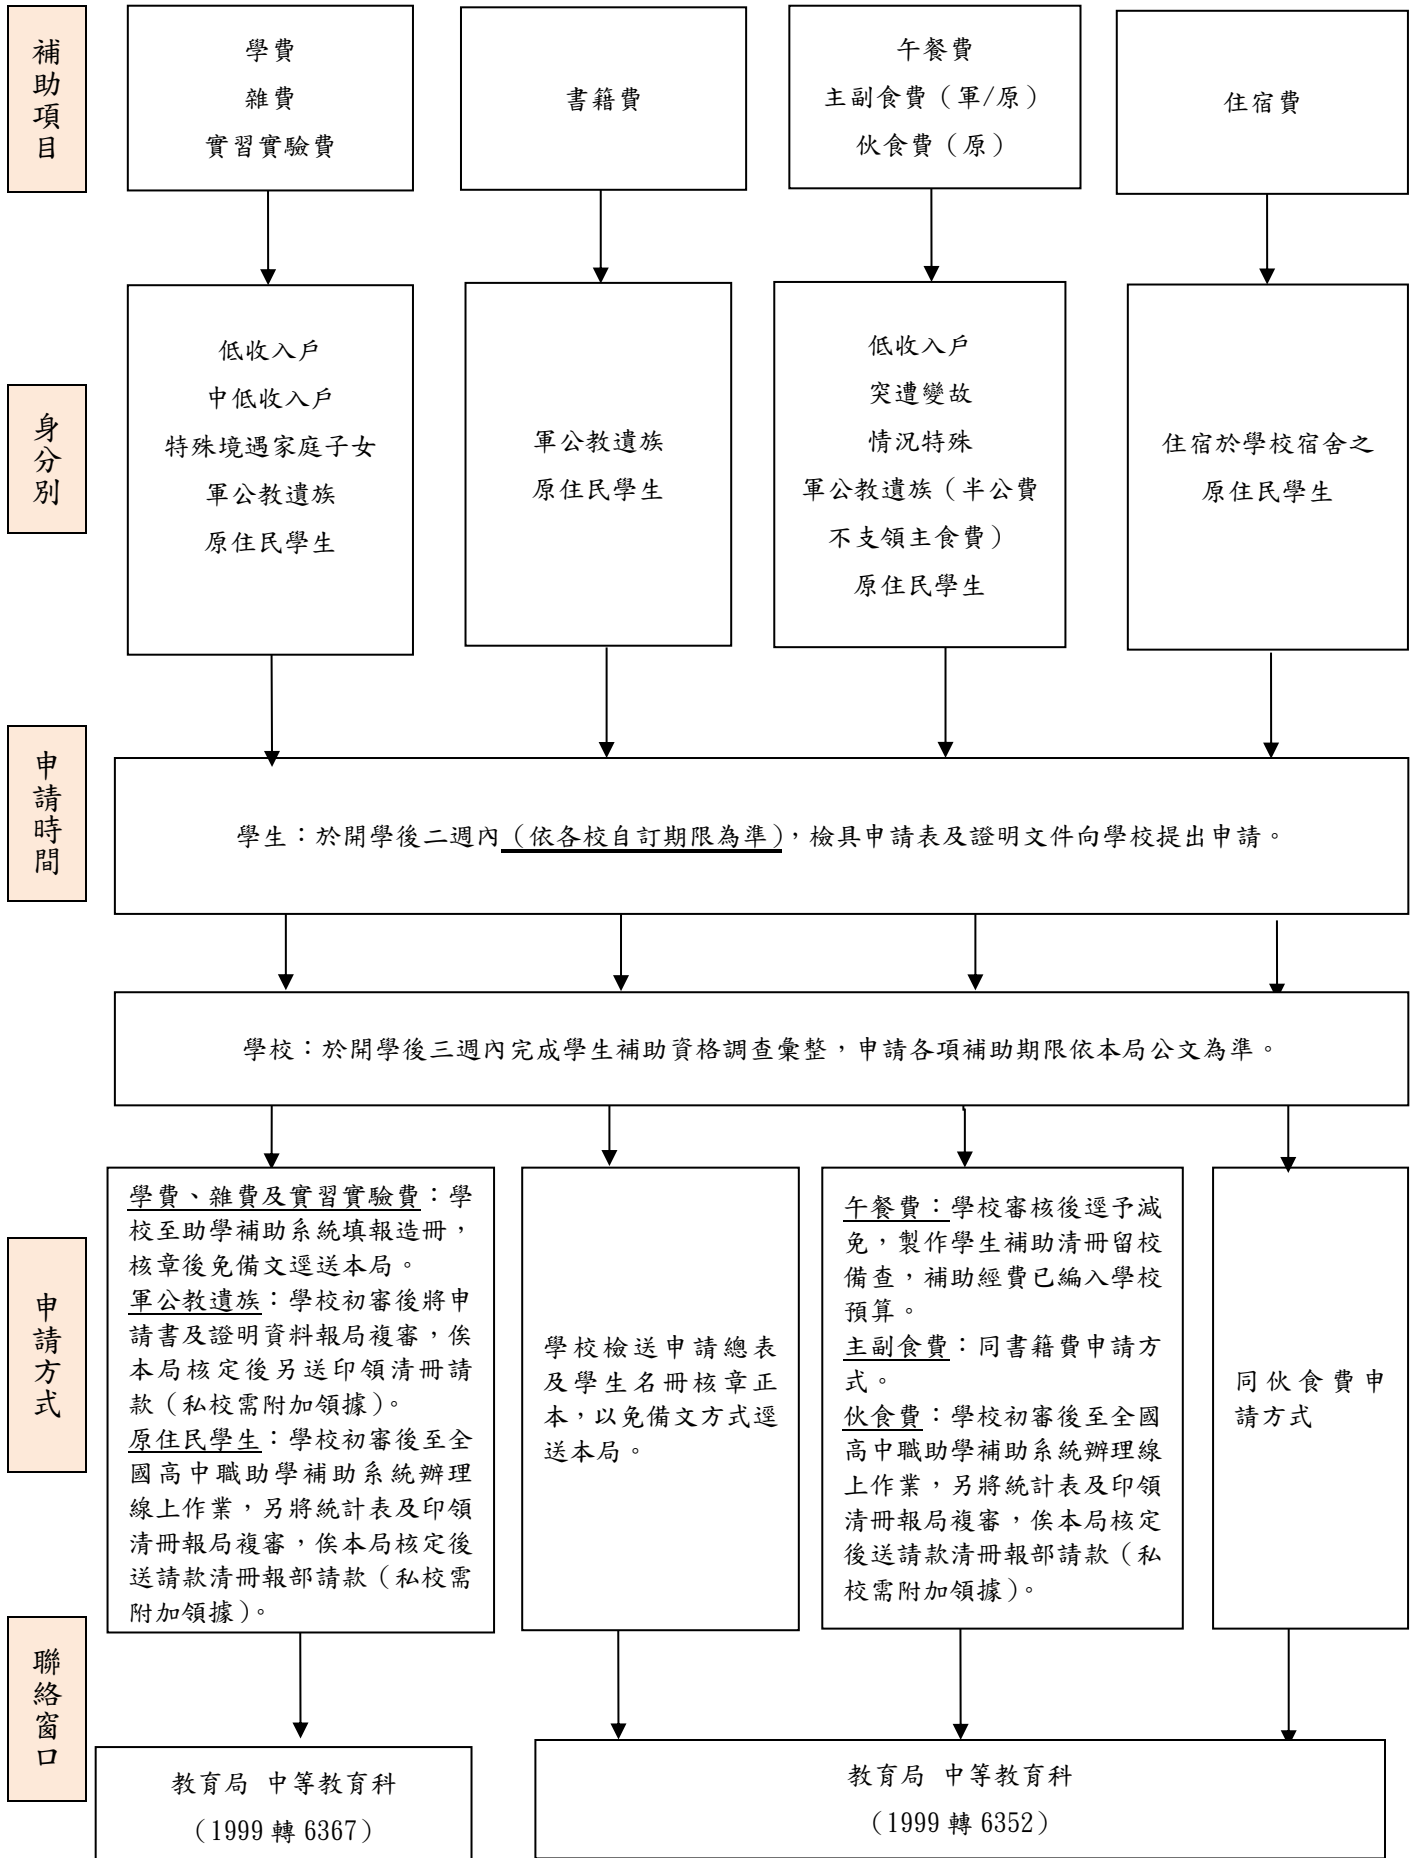 補助項目
學費
雜費
實習實驗費
書籍費
午餐費
主副食費（軍/原）
伙食費（原）
住宿費
身分別
低收入戶
中低收入戶
特殊境遇家庭子女
軍公教遺族
原住民學生
軍公教遺族
原住民學生
低收入戶
突遭變故
情況特殊
軍公教遺族（半公費
不支領主食費）
原住民學生
住宿於學校宿舍之
原住民學生
申請時間
學生：於開學後二週內（依各校自訂期限為準），檢具申請表及證明文件向學校提出申請。
學校：於開學後三週內完成學生補助資格調查彙整，申請各項補助期限依本局公文為準。
申請方式
學費、雜費及實習實驗費：學
校至助學補助系統填報造冊，
核章後免備文逕送本局。
軍公教遺族：學校初審後將申
請書及證明資料報局複審，俟
本局核定後另送印領清冊請
款（私校需附加領據）。
原住民學生：學校初審後至全
國高中職助學補助系統辦理
線上作業，另將統計表及印領
清冊報局複審，俟本局核定後
送請款清冊報部請款（私校需
附加領據）。
學校檢送申請總表
及學生名冊核章正
本，以免備文方式逕
送本局。
午餐費：學校審核後逕予減
免，製作學生補助清冊留校
備查，補助經費已編入學校
預算。
主副食費：同書籍費申請方
式。
伙食費：學校初審後至全國
高中職助學補助系統辦理線
上作業，另將統計表及印領
清冊報局複審，俟本局核定
後送請款清冊報部請款（私
校需附加領據）。
同伙食費申
請方式
聯絡窗口
教育局 中等教育科
（1999 轉 6367）
教育局 中等教育科
（1999 轉 6352）